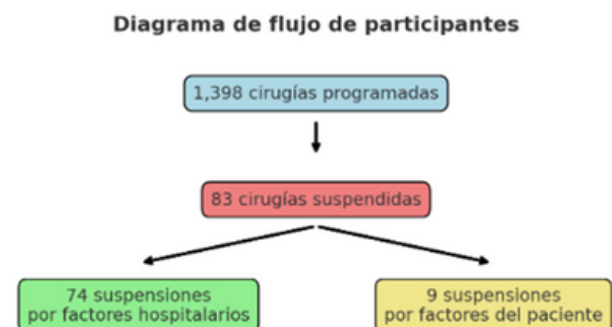 Diagrama de flujo de participantes
1,398 cirugías programadas
83 cirugías suspendidas
74 suspensiones
por factores hospitalarios
9 suspensiones
por factores del paciente